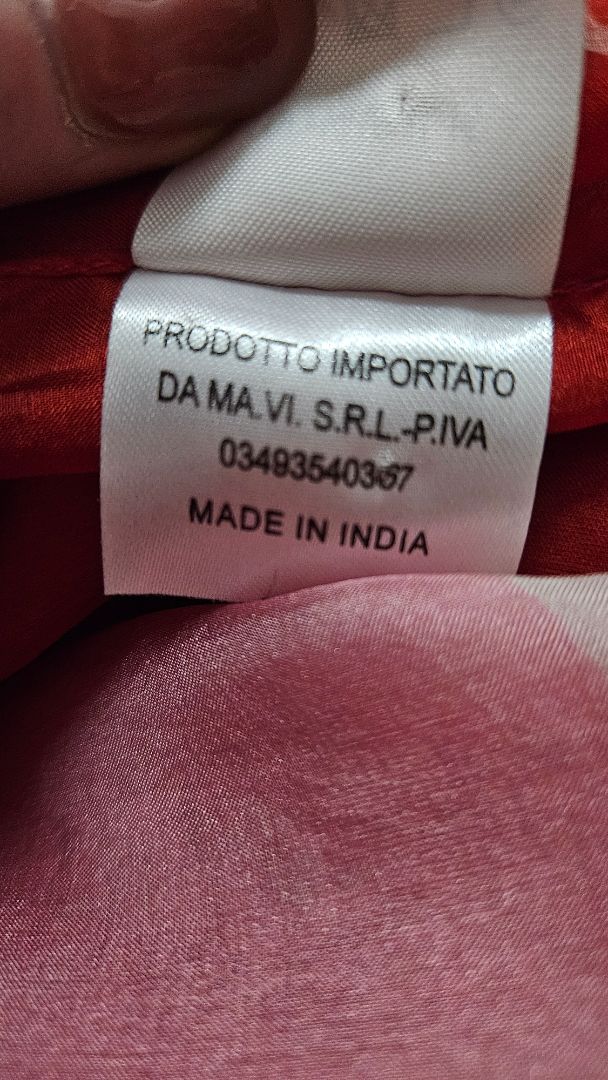 PRODOTTO IMPORTATO
DA MA.VI. S.R.L.-P.IVA
03493540367
MADE IN INDIA